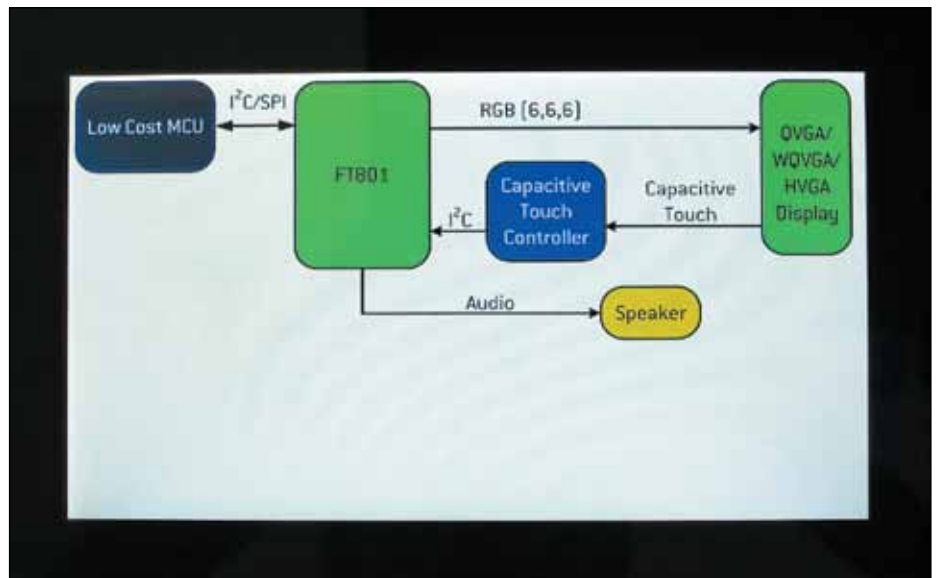 Low Cost MCU
I²C/SPI
FT801
RGB (6,6,6)
QVGA/
WQVGA/
HVGA
Display
Capacitive
Touch
Controller
I²C
Capacitive
Touch
Audio
Speaker